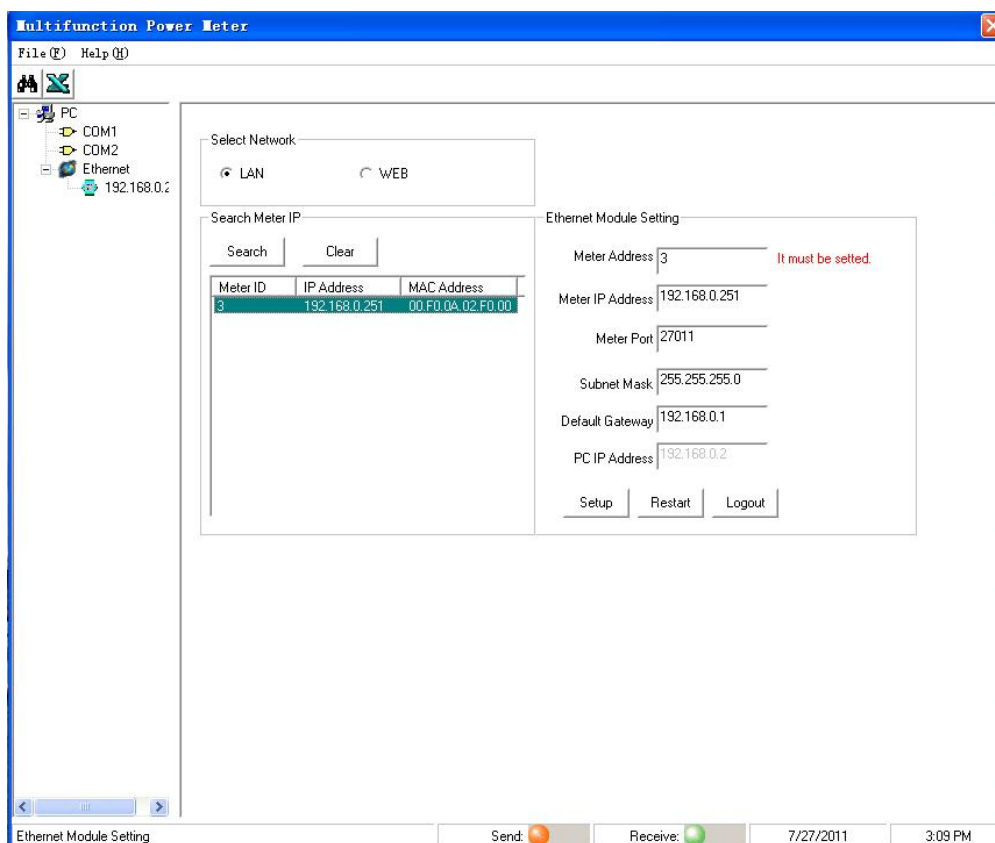 Multifunction Power Meter
File(F) Help(H)
PC
COM1
COM2
Ethernet
192.168.0.2
Select Network
LAN
WEB
Search Meter IP
Search
Clear
Meter ID IP Address MAC Address
3 192.168.0.251 00.F0.0A.02.F0.00
Ethernet Module Setting
Meter Address 3 It must be setted.
Meter IP Address 192.168.0.251
Meter Port 27011
Subnet Mask 255.255.255.0
Default Gateway 192.168.0.1
PC IP Address 192.168.0.2
Setup
Restart
Logout
Ethernet Module Setting Send: Receive: 7/27/2011 3:09 PM